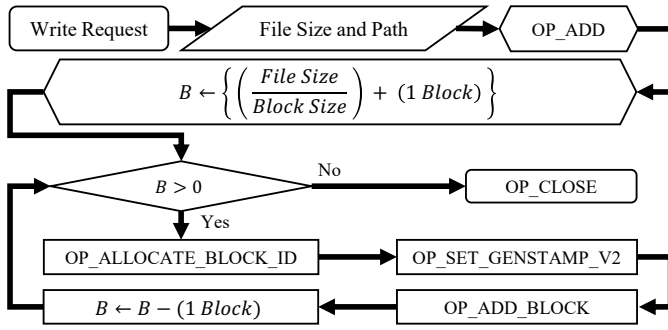 Write Request
File Size and Path
OP_ADD
B ← { ( File Size / Block Size ) + (1 Block) }
B > 0
No
OP_CLOSE
Yes
OP_ALLOCATE_BLOCK_ID
OP_SET_GENSTAMP_V2
B ← B − (1 Block)
OP_ADD_BLOCK